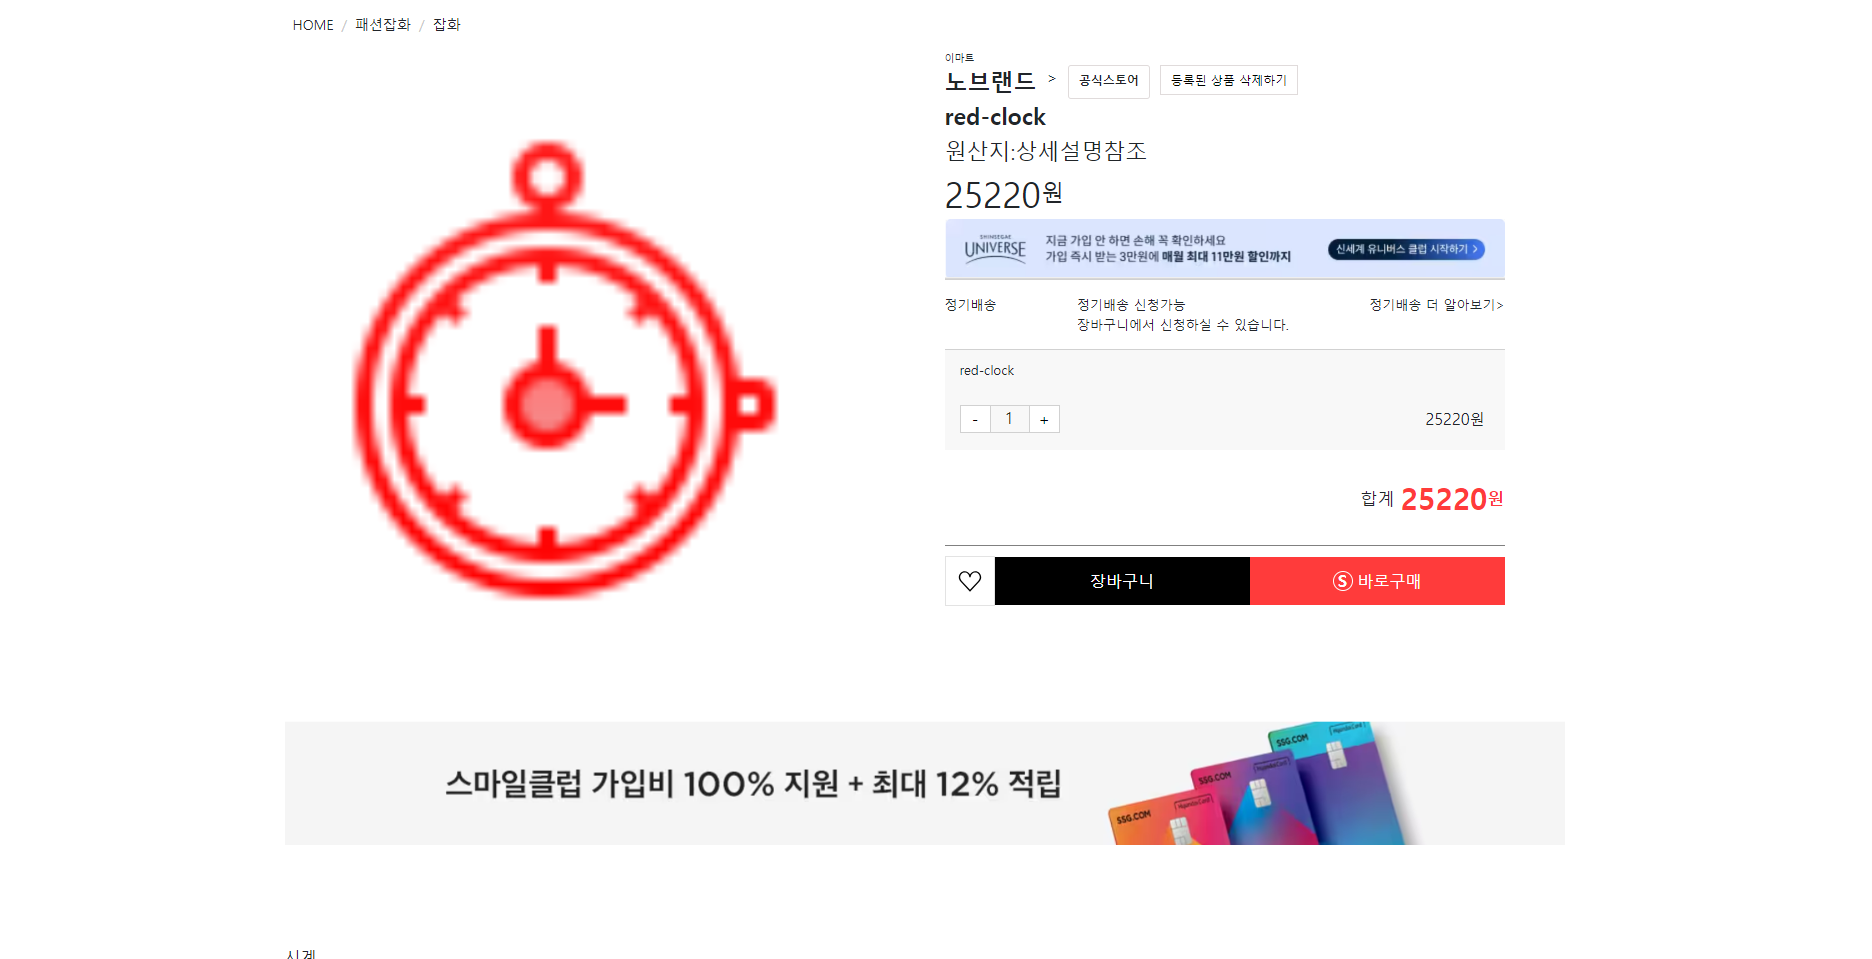 HOME / 패션잡화 / 잡화
이마트
노브랜드 > 공식스토어 등록된 상품 삭제하기
red-clock
원산지:상세설명참조
25220원
SHINSEGAE
UNIVERSE
지금 가입 안 하면 손해 꼭 확인하세요
가입 즉시 받는 3만원에 매월 최대 11만원 할인까지
신세계 유니버스 클럽 시작하기 >
정기배송 정기배송 신청가능 정기배송 더 알아보기>
장바구니에서 신청하실 수 있습니다.
red-clock
- 1 + 25220원
합계 25220원
장바구니 S 바로구매
스마일클럽 가입비 100% 지원 + 최대 12% 적립
SSG.COM HyundaiCard
SSG.COM HyundaiCard
SSG.COM HyundaiCard
시계